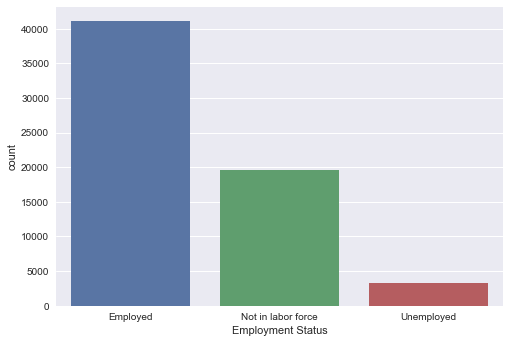 40000
35000
30000
25000
20000
15000
10000
5000
0
count
Employed
Not in labor force
Unemployed
Employment Status